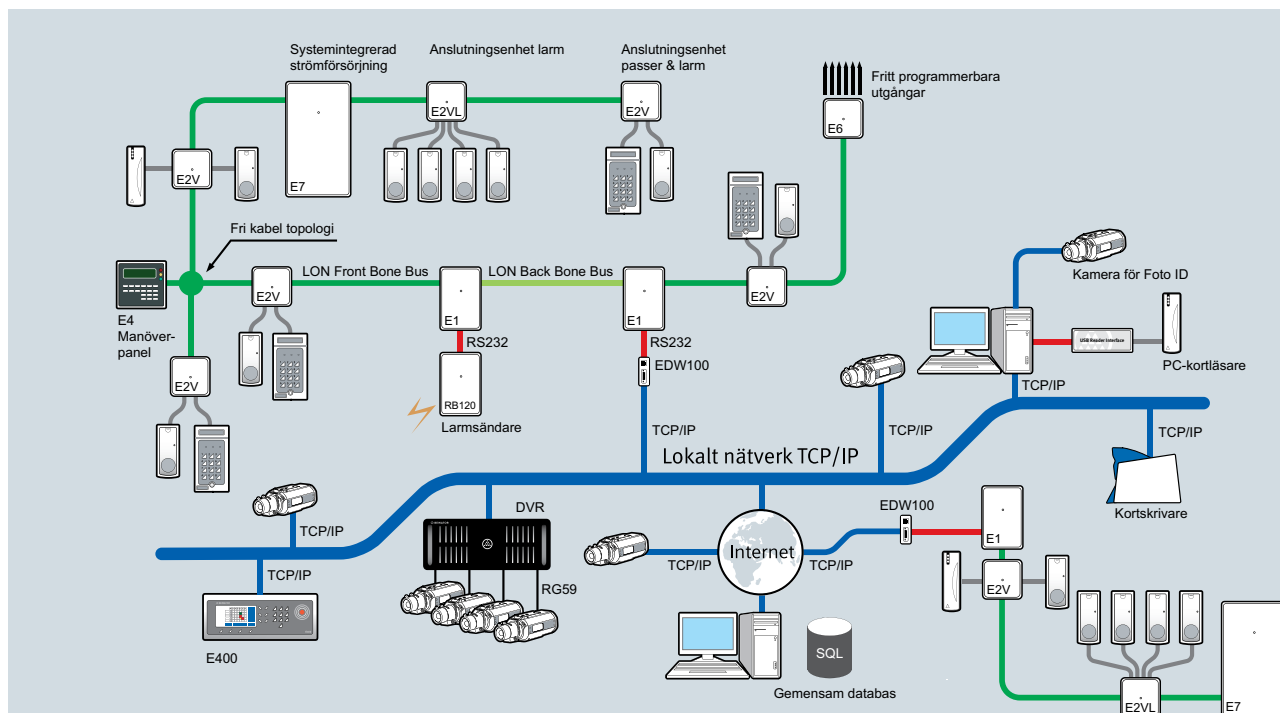 Systemintegrerad
strömförsörjning
Anslutningsenhet larm
Anslutningsenhet
passer & larm
Fritt programmerbara
utgångar
E2VL
E2V
E6
E7
E2V
Fri kabel topologi
LON Front Bone Bus
LON Back Bone Bus
E2V
E1
E1
E2V
Kamera för Foto ID
E4
Manöver-
panel
RS232
RS232
EDW100
USB Reader Interface
PC-kortläsare
E2V
RB120
Larmsändare
TCP/IP
TCP/IP
TCP/IP
TCP/IP
Lokalt nätverk TCP/IP
Kortskrivare
DVR
EDW100
TCP/IP
E1
Internet
TCP/IP
TCP/IP
TCP/IP
RG59
E2V
E400
SQL
Gemensam databas
E2VL
E7